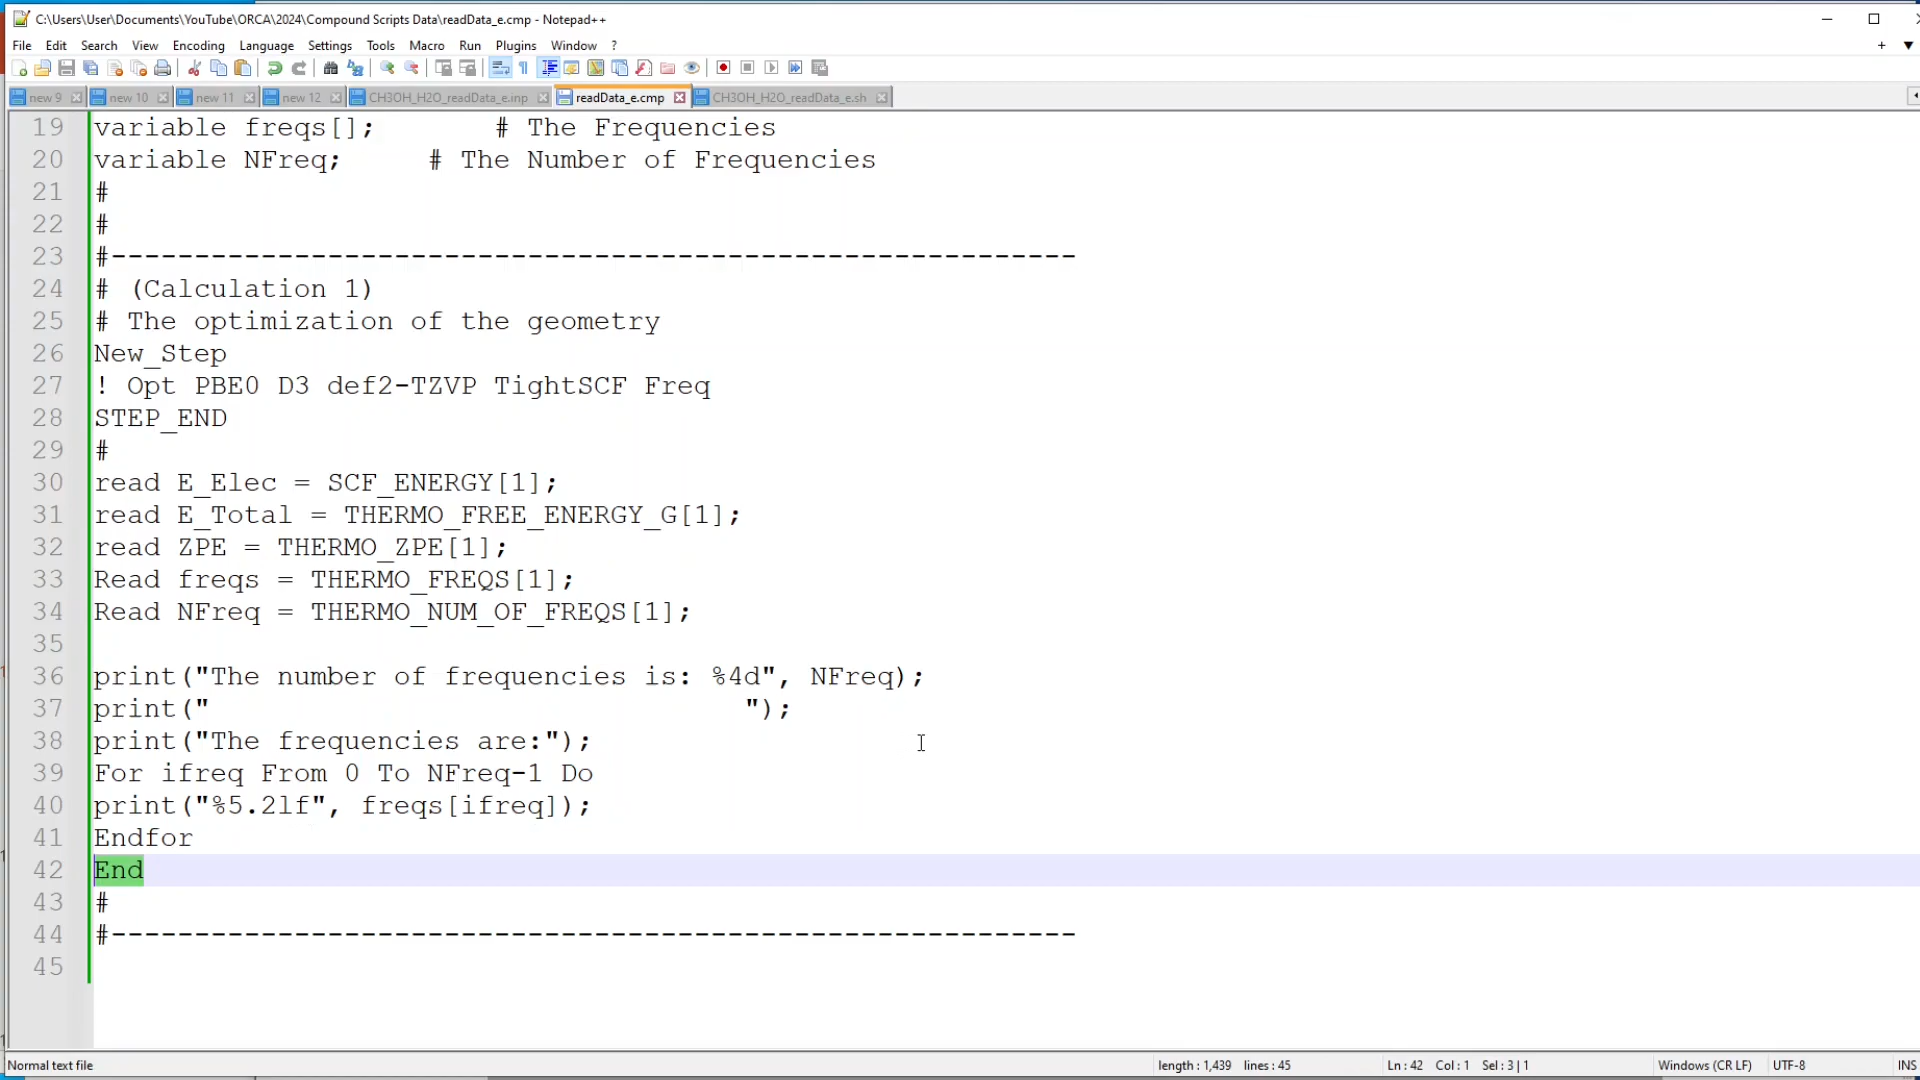 C:\Users\User\Documents\YouTube\ORCA\2024\Compound Scripts Data\readData_e.cmp - Notepad++
File Edit Search View Encoding Language Settings Tools Macro Run Plugins Window ?
new 9 new 10 new 11 new 12 CH3OH_H2O_readData_e.inp readData_e.cmp CH3OH_H2O_readData_e.sh
19 variable freqs[]; # The Frequencies
20 variable NFreq; # The Number of Frequencies
21 #
22 #
23 #----------------------------------------------------------
24 # (Calculation 1)
25 # The optimization of the geometry
26 New_Step
27 ! Opt PBE0 D3 def2-TZVP TightSCF Freq
28 STEP_END
29 #
30 read E_Elec = SCF_ENERGY[1];
31 read E_Total = THERMO_FREE_ENERGY_G[1];
32 read ZPE = THERMO_ZPE[1];
33 Read freqs = THERMO_FREQS[1];
34 Read NFreq = THERMO_NUM_OF_FREQS[1];
35
36 print("The number of frequencies is: %4d", NFreq);
37 print("                                ");
38 print("The frequencies are:");
39 For ifreq From 0 To NFreq-1 Do
40 print("%5.2lf", freqs[ifreq]);
41 Endfor
42 End
43 #
44 #----------------------------------------------------------
45
Normal text file length : 1,439 lines : 45 Ln : 42 Col : 1 Sel : 3 | 1 Windows (CR LF) UTF-8 INS